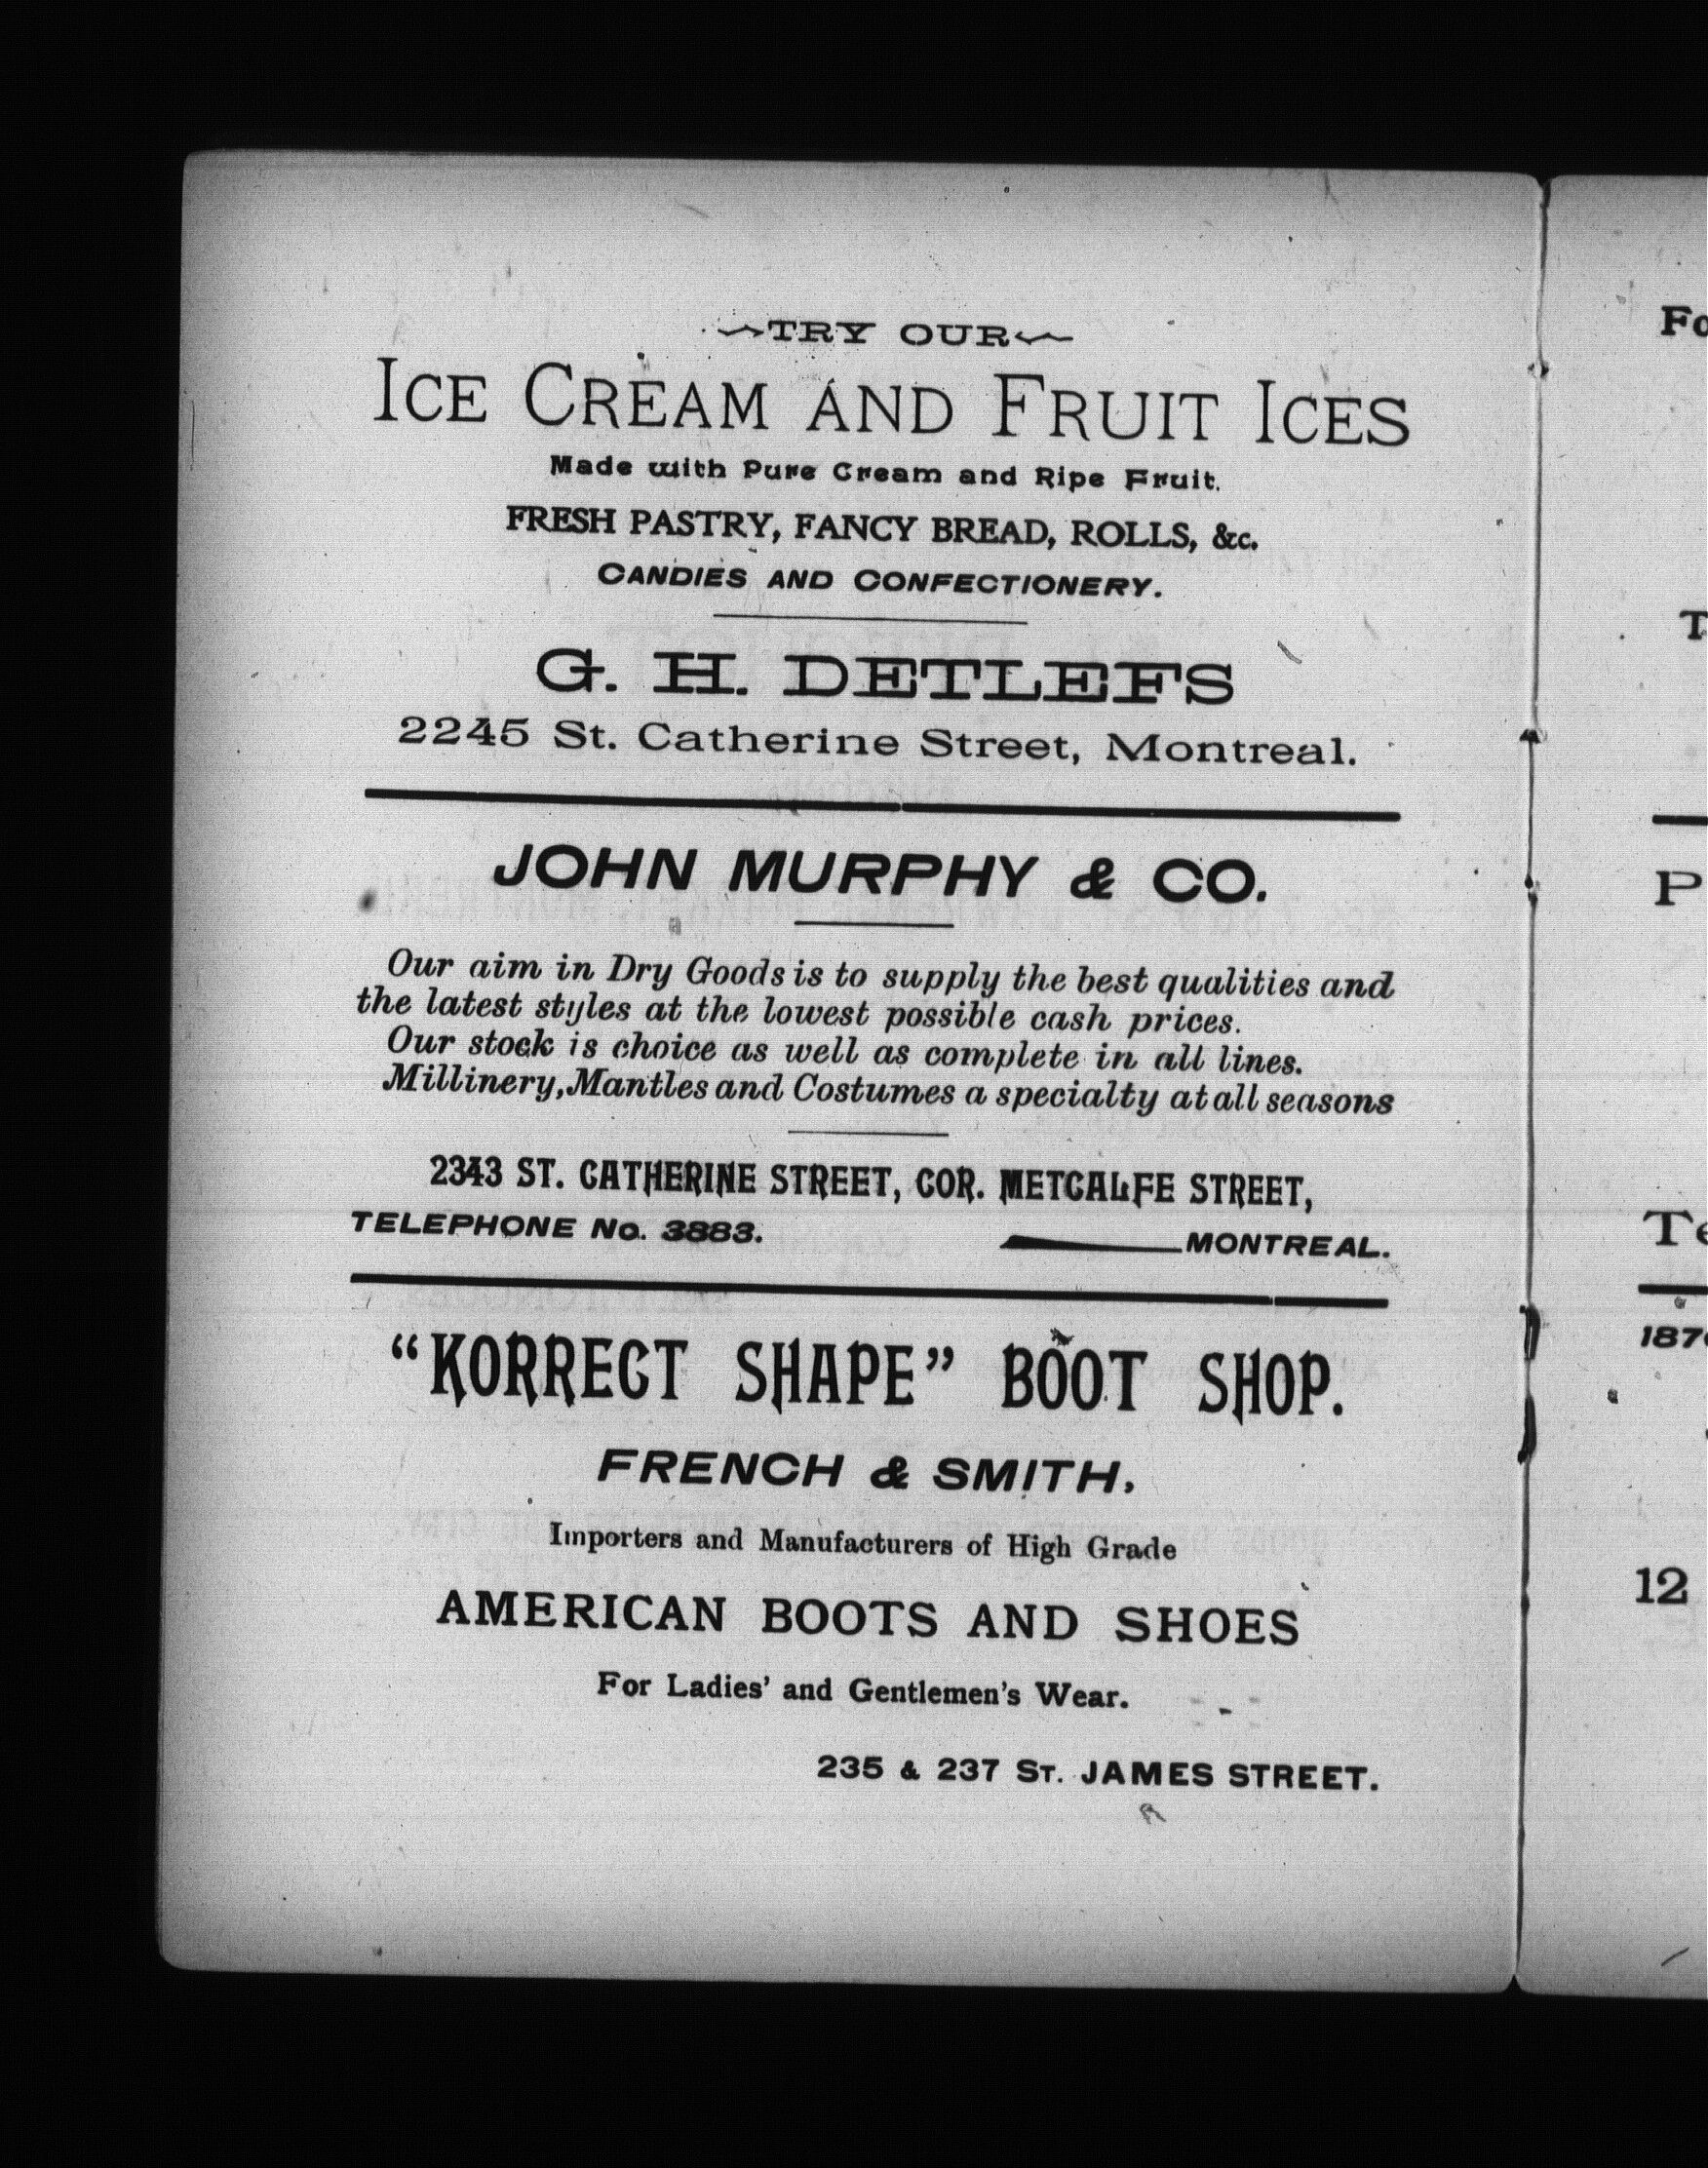 TRY OUR
ICE CREAM AND FRUIT ICES
Made with Pure Cream and Ripe Fruit.
FRESH PASTRY, FANCY BREAD, ROLLS, &c.
CANDIES AND CONFECTIONERY.
G. H. DETLEFS
2245 St. Catherine Street, Montreal.
JOHN MURPHY & CO.
Our aim in Dry Goods is to supply the best qualities and
the latest styles at the lowest possible cash prices.
Our stock is choice as well as complete in all lines.
Millinery, Mantles and Costumes a specialty at all seasons
2343 ST. CATHERINE STREET, COR. METCALFE STREET,
TELEPHONE No. 3883. MONTREAL.
"KORRECT SHAPE" BOOT SHOP.
FRENCH & SMITH,
Importers and Manufacturers of High Grade
AMERICAN BOOTS AND SHOES
For Ladies' and Gentlemen's Wear.
235 & 237 ST. JAMES STREET.
12